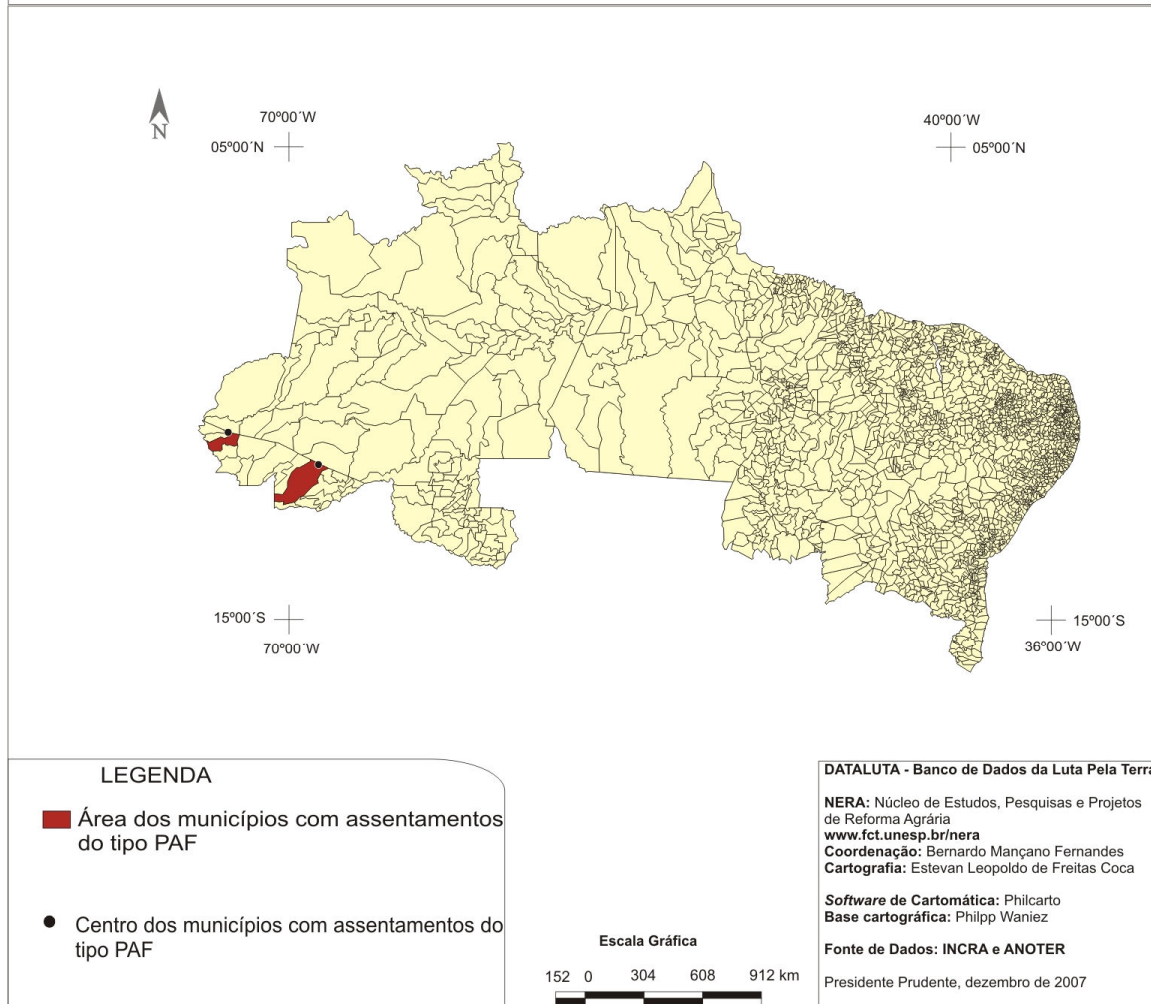 70º00´W
05º00´N
N
40º00´W
05º00´N
15º00´S
70º00´W
15º00´S
36º00´W
LEGENDA
Área dos municípios com assentamentos
do tipo PAF
Centro dos municípios com assentamentos do
tipo PAF
Escala Gráfica
152 0 304 608 912 km
DATALUTA - Banco de Dados da Luta Pela Terra
NERA: Núcleo de Estudos, Pesquisas e Projetos
de Reforma Agrária
www.fct.unesp.br/nera
Coordenação: Bernardo Mançano Fernandes
Cartografia: Estevan Leopoldo de Freitas Coca
Software de Cartomática: Philcarto
Base cartográfica: Philpp Waniez
Fonte de Dados: INCRA e ANOTER
Presidente Prudente, dezembro de 2007